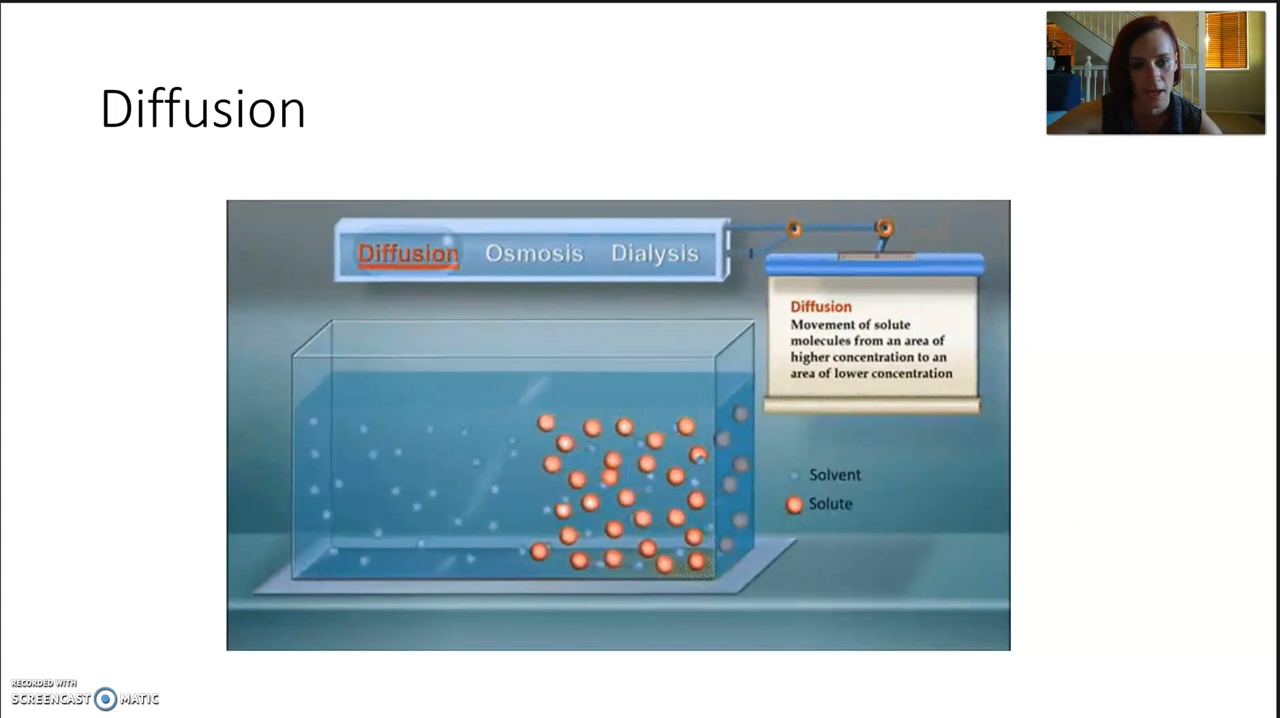 Diffusion
Diffusion Osmosis Dialysis
Diffusion
Movement of solute
molecules from an area of
higher concentration to an
area of lower concentration
Solvent
Solute
RECORDED WITH
SCREENCAST MATIC